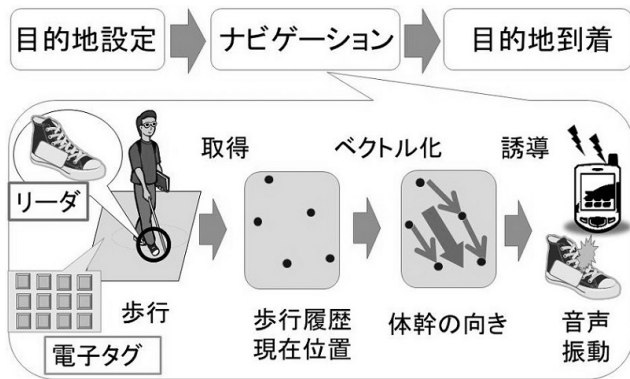 目的地設定
ナビゲーション
目的地到着
取得
ベクトル化
誘導
リーダ
歩行
歩行履歴
現在位置
体幹の向き
音声
振動
電子タグ